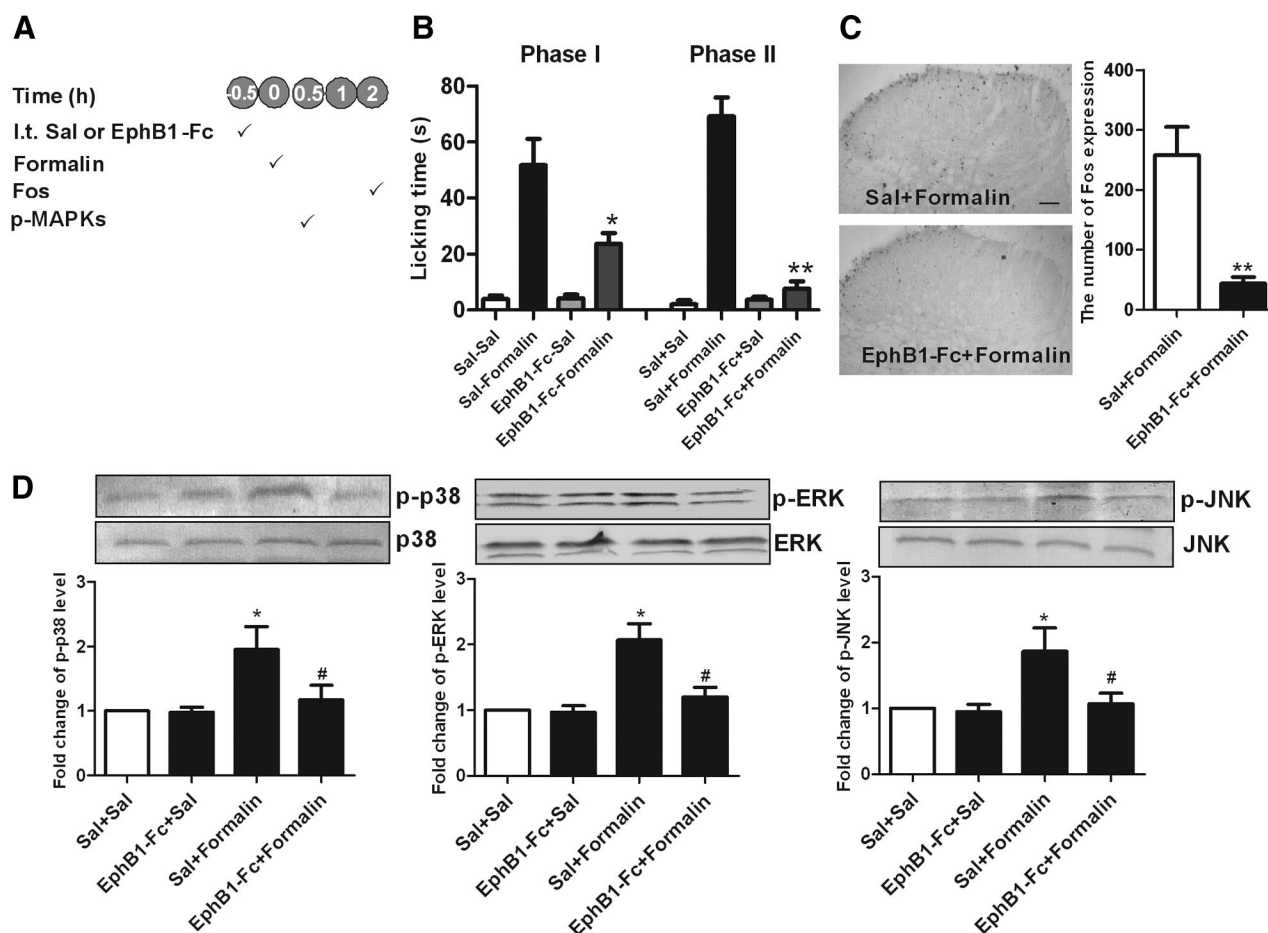 A
Time (h)
-0.5 0 0.5 1 2
I.t. Sal or EphB1-Fc ✓
Formalin ✓
Fos ✓
p-MAPKs ✓
B
Phase I Phase II
Licking time (s)
80
60
40
20
0
*
**
Sal-Sal
Sal-Formalin
EphB1-Fc-Sal
EphB1-Fc-Formalin
Sal+Sal
Sal+Formalin
EphB1-Fc+Sal
EphB1-Fc+Formalin
C
Sal+Formalin
EphB1-Fc+Formalin
The number of Fos expression
400
300
200
100
0
**
Sal+Formalin
EphB1-Fc+Formalin
D
p-p38
p38
Fold change of p-p38 level
3
2
1
0
*
#
Sal+Sal
EphB1-Fc+Sal
Sal+Formalin
EphB1-Fc+Formalin
p-ERK
ERK
Fold change of p-ERK level
3
2
1
0
*
#
Sal+Sal
EphB1-Fc+Sal
Sal+Formalin
EphB1-Fc+Formalin
p-JNK
JNK
Fold change of p-JNK level
3
2
1
0
*
#
Sal+Sal
EphB1-Fc+Sal
Sal+Formalin
EphB1-Fc+Formalin